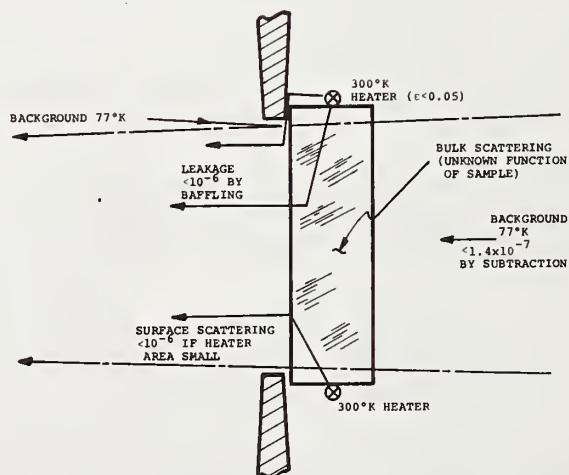 300°K
HEATER (ε<0.05)
BACKGROUND 77°K
LEAKAGE
<10⁻⁶ BY
BAFFLING
BULK SCATTERING
(UNKNOWN FUNCTION
OF SAMPLE)
BACKGROUND
77°K
<1.4x10⁻⁷
BY SUBTRACTION
SURFACE SCATTERING
<10⁻⁶ IF HEATER
AREA SMALL
300°K HEATER